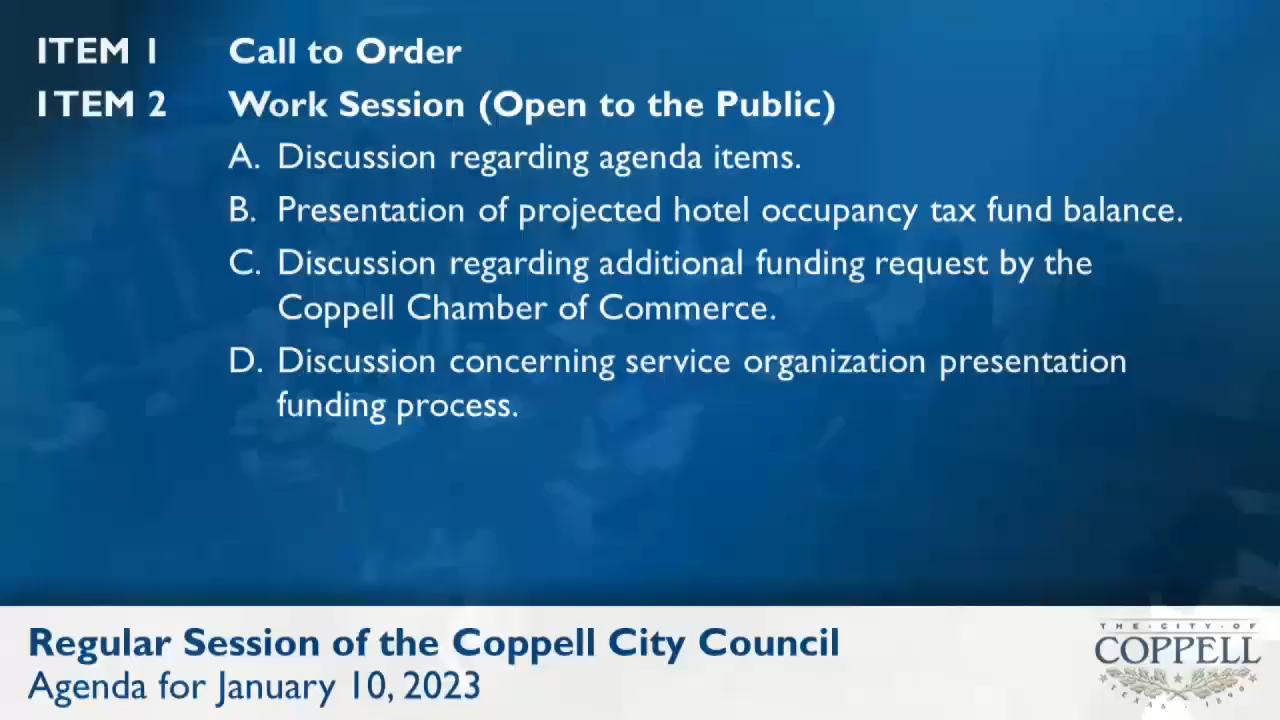 ITEM 1 Call to Order
ITEM 2 Work Session (Open to the Public)
A. Discussion regarding agenda items.
B. Presentation of projected hotel occupancy tax fund balance.
C. Discussion regarding additional funding request by the
Coppell Chamber of Commerce.
D. Discussion concerning service organization presentation
funding process.
Regular Session of the Coppell City Council
Agenda for January 10, 2023
THE · CITY · OF
COPPELL
TEXAS · 1890